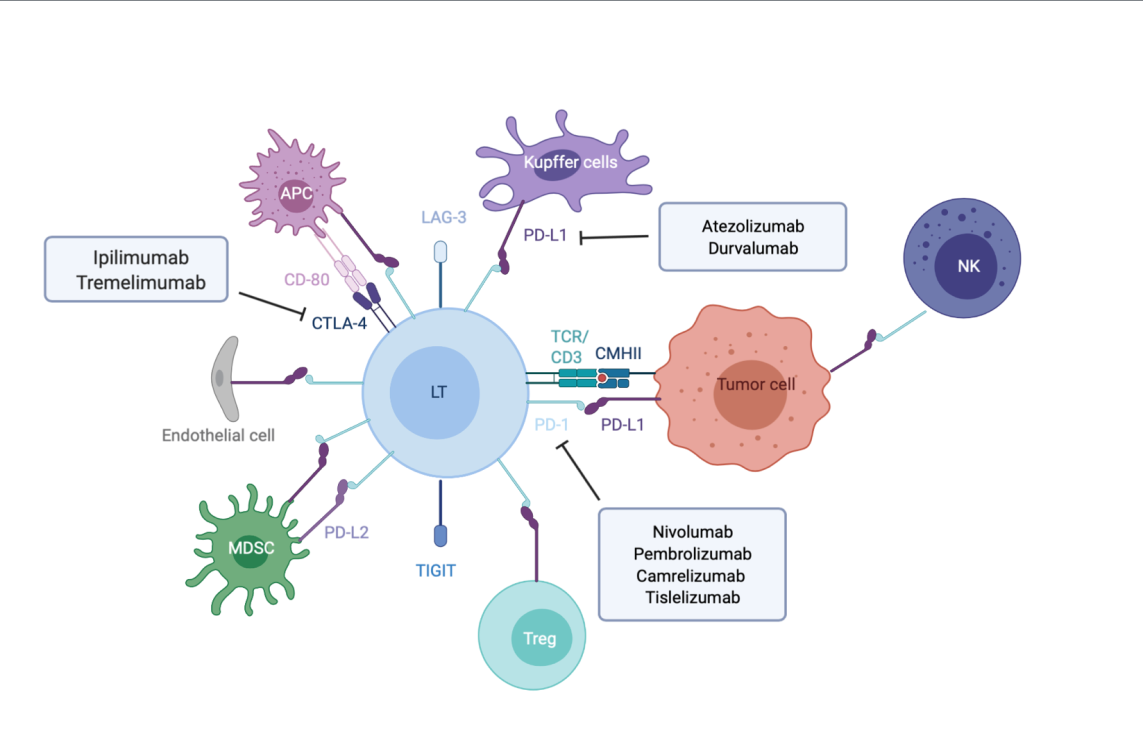 Kupffer cells
APC
LAG-3
PD-L1
Atezolizumab
Durvalumab
NK
Ipilimumab
Tremelimumab
CD-80
CTLA-4
TCR/
CD3
CMHII
LT
Tumor cell
PD-1
PD-L1
Endothelial cell
PD-L2
MDSC
TIGIT
Nivolumab
Pembrolizumab
Camrelizumab
Tislelizumab
Treg